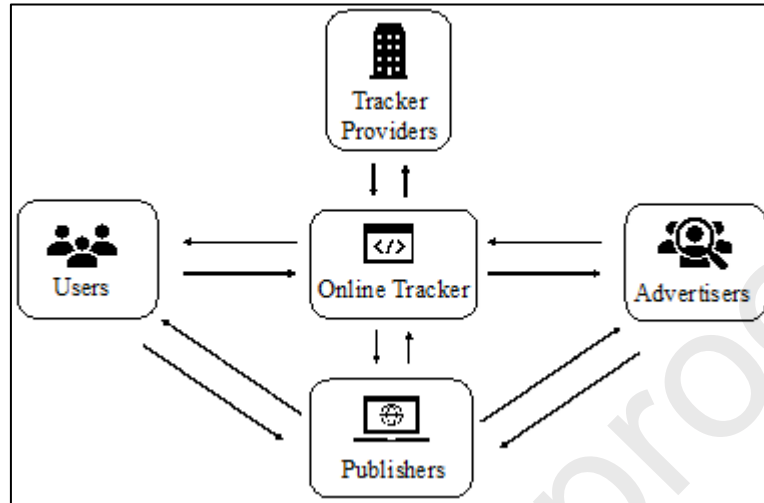 Tracker
Providers
Users
</>
Online Tracker
Advertisers
Publishers